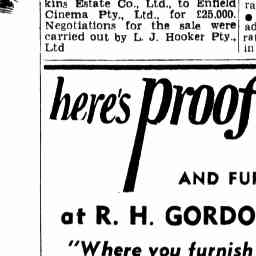 kins Estate Co., Ltd., to Enfield
Cinema Pty., Ltd., for £25,000.
Negotiations for the sale were
carried out by L. J. Hooker Pty.,
Ltd
here's proof
AND FU
at R. H. GORDO
"Where you furnish